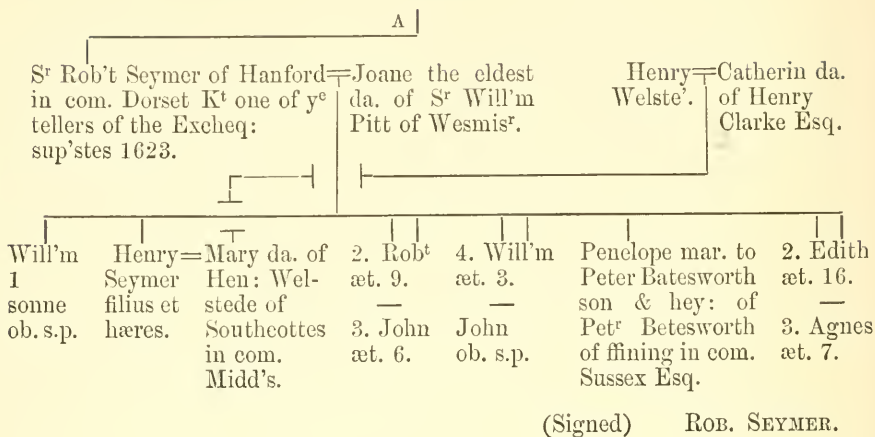 A
Sʳ Rob't Seymer of Hanford
in com. Dorset Kᵗ one of yᵉ
tellers of the Excheq:
sup'stes 1623.
Joane the eldest
da. of Sʳ Will'm
Pitt of Wesmisʳ.
Henry
Welste'.
Catherin da.
of Henry
Clarke Esq.
Will'm
1
sonne
ob. s.p.
Henry
Seymer
filius et
hæres.
Mary da. of
Hen: Wel-
stede of
Southcottes
in com.
Midd's.
2. Robᵗ
æt. 9.
—
3. John
æt. 6.
4. Will'm
æt. 3.
—
John
ob. s.p.
Penelope mar. to
Peter Batesworth
son & hey: of
Petʳ Betesworth
of ffining in com.
Sussex Esq.
2. Edith
æt. 16.
—
3. Agnes
æt. 7.
(Signed) ROB. SEYMER.